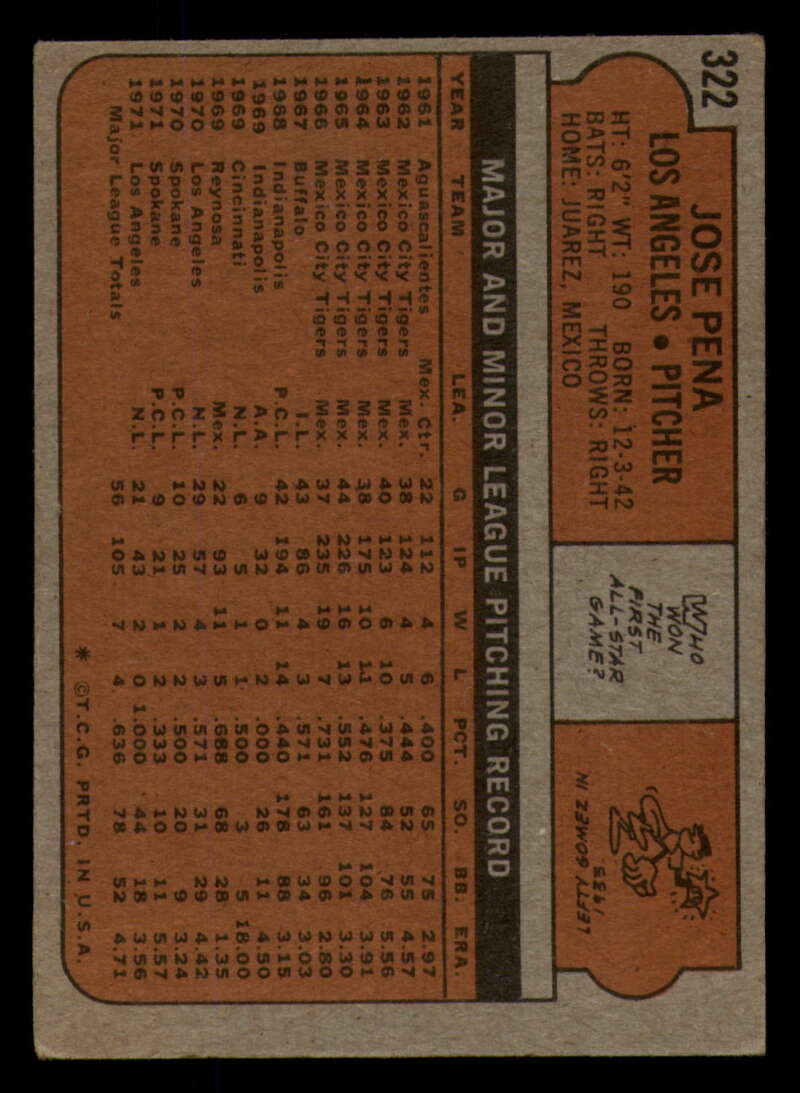 322
JOSE PENA
LOS ANGELES • PITCHER
HT: 6'2" WT: 190 BORN: 12-3-42
BATS: RIGHT THROWS: RIGHT
HOME: JUAREZ, MEXICO
WHO
WON
THE
FIRST
ALL-STAR
GAME?
LEFTY GOMEZ IN
1933
MAJOR AND MINOR LEAGUE PITCHING RECORD
YEAR TEAM LEA. G IP W L PCT. SO. BB. ERA.
1961 Aguascalientes Mex. Ctr. 22 112 4 6 .400 65 75 2.97
1962 Mexico City Tigers Mex. 38 124 4 5 .444 52 55 4.57
1963 Mexico City Tigers Mex. 40 123 6 10 .375 84 76 5.56
1964 Mexico City Tigers Mex. 38 175 10 11 .476 127 104 3.91
1965 Mexico City Tigers Mex. 44 226 16 13 .552 137 101 3.30
1966 Mexico City Tigers Mex. 37 235 19 7 .731 161 96 2.80
1967 Buffalo I.L. 43 86 4 3 .571 63 34 3.03
1968 Indianapolis P.C.L. 42 194 11 14 .440 178 88 3.15
1969 Indianapolis A.A. 9 32 0 2 .000 26 11 4.50
1969 Cincinnati N.L. 6 5 1 1 .500 3 5 18.00
1969 Reynosa Mex. 22 93 11 5 .688 68 28 1.35
1970 Los Angeles N.L. 29 57 4 3 .571 31 29 4.42
1970 Spokane P.C.L. 10 25 2 2 .500 20 9 3.24
1971 Spokane P.C.L. 9 21 1 2 .333 10 11 5.57
1971 Los Angeles N.L. 21 43 2 0 1.000 44 18 3.56
Major League Totals 56 105 7 4 .636 78 52 4.71
* ©T.C.G. PRTD. IN U.S.A.